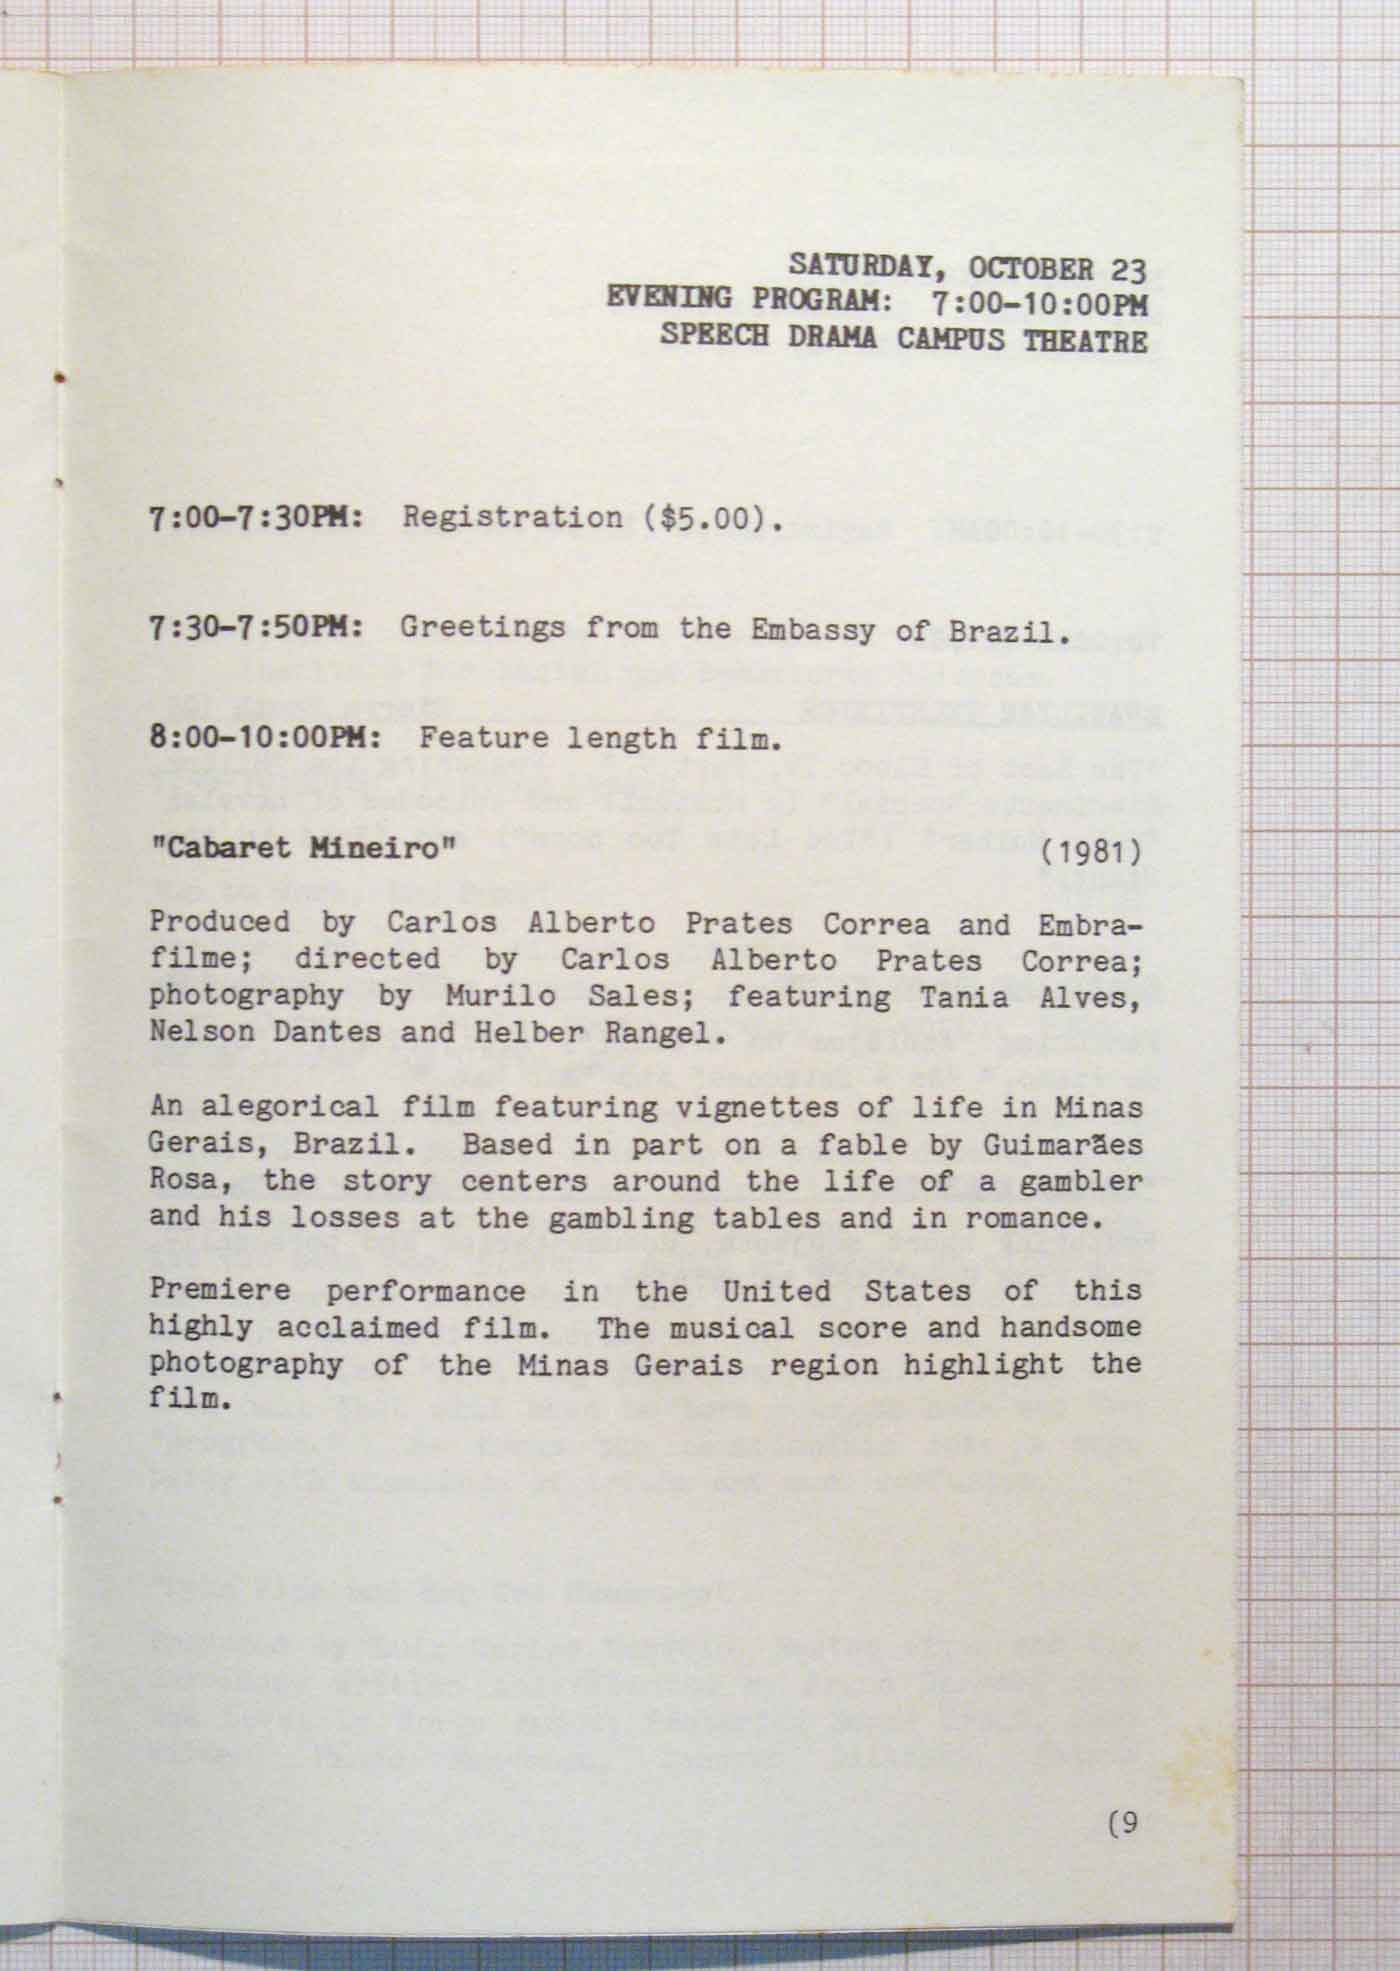 SATURDAY, OCTOBER 23
EVENING PROGRAM: 7:00-10:00PM
SPEECH DRAMA CAMPUS THEATRE
7:00-7:30PM: Registration ($5.00).
7:30-7:50PM: Greetings from the Embassy of Brazil.
8:00-10:00PM: Feature length film.
"Cabaret Mineiro" (1981)
Produced by Carlos Alberto Prates Correa and Embra-
filme; directed by Carlos Alberto Prates Correa;
photography by Murilo Sales; featuring Tania Alves,
Nelson Dantes and Helber Rangel.
An alegorical film featuring vignettes of life in Minas
Gerais, Brazil. Based in part on a fable by Guimarães
Rosa, the story centers around the life of a gambler
and his losses at the gambling tables and in romance.
Premiere performance in the United States of this
highly acclaimed film. The musical score and handsome
photography of the Minas Gerais region highlight the
film.
(9